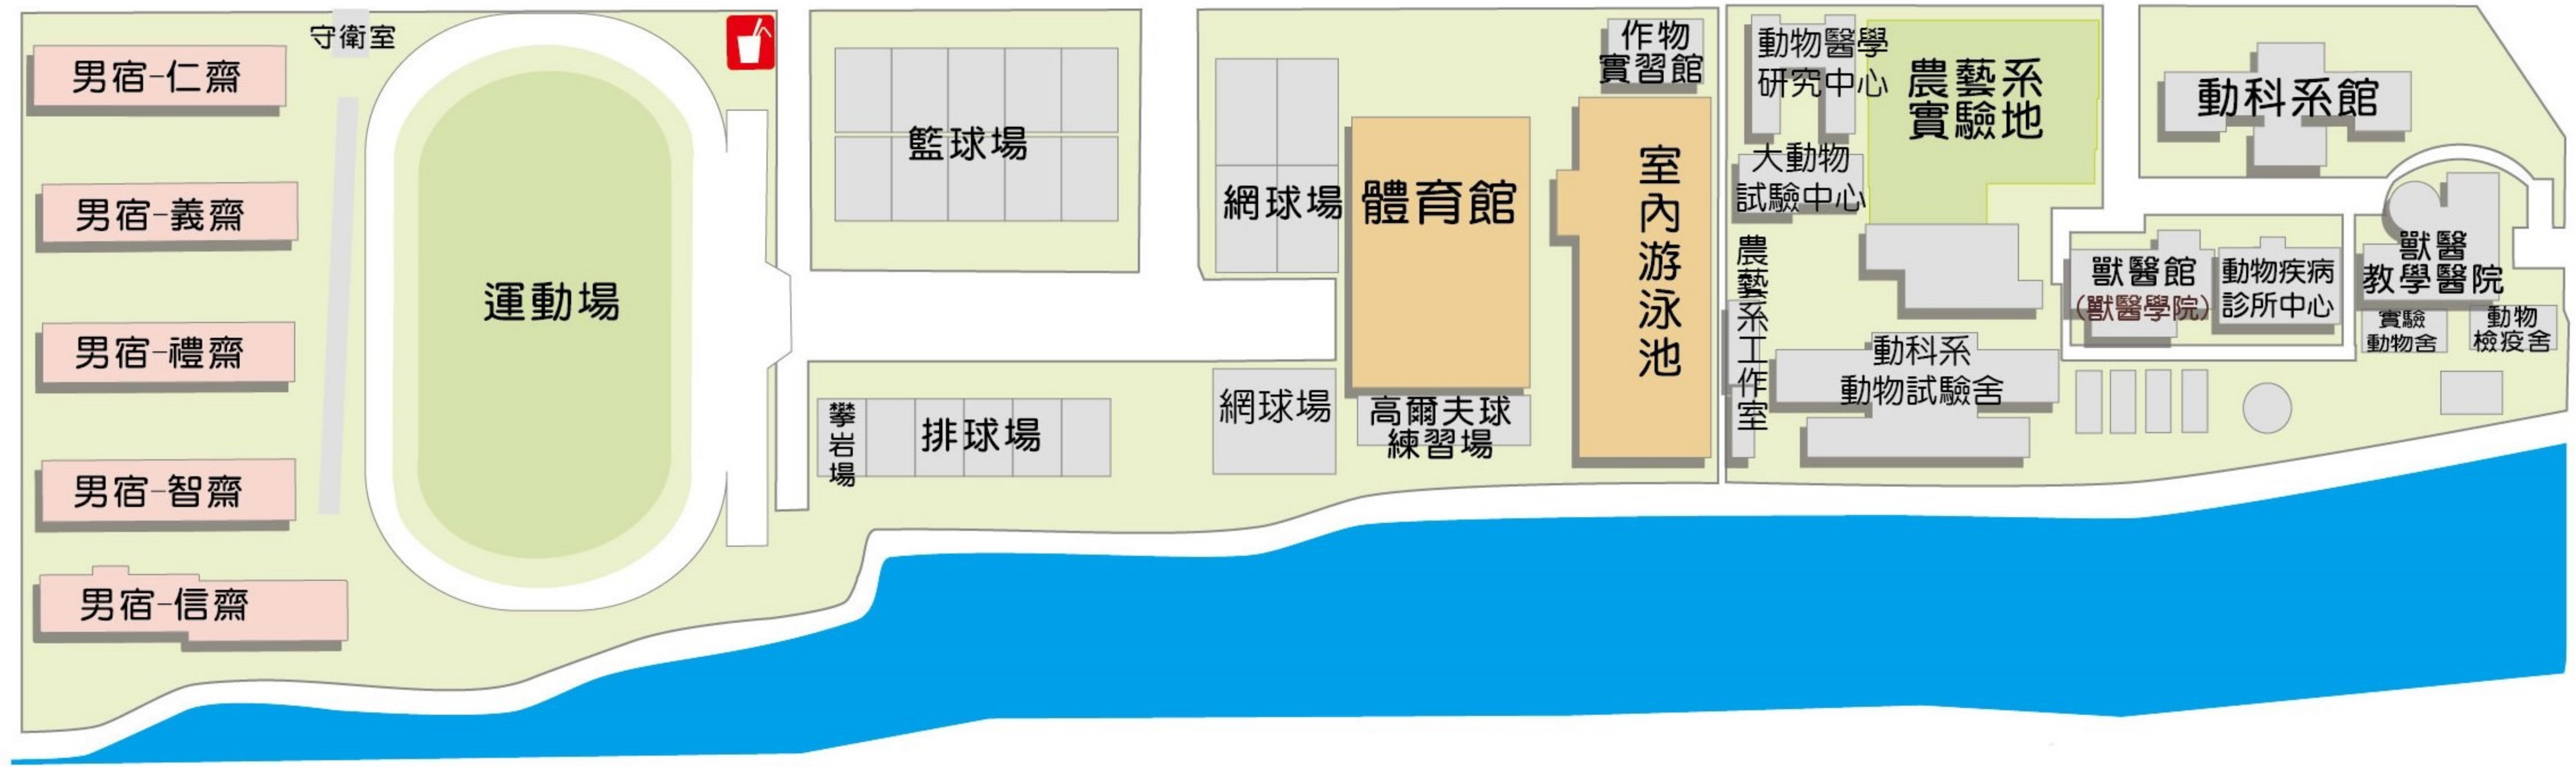 守衛室
男宿-仁齋
男宿-義齋
男宿-禮齋
男宿-智齋
男宿-信齋
運動場
籃球場
攀岩場
排球場
網球場
網球場
體育館
高爾夫球
練習場
作物
實習館
室內游泳池
動物醫學
研究中心
大動物
試驗中心
農藝系
實驗地
農藝系工作室
動科系
動物試驗舍
動科系館
獸醫館
(獸醫學院)
動物疾病
診所中心
獸醫
教學醫院
實驗
動物舍
動物
檢疫舍